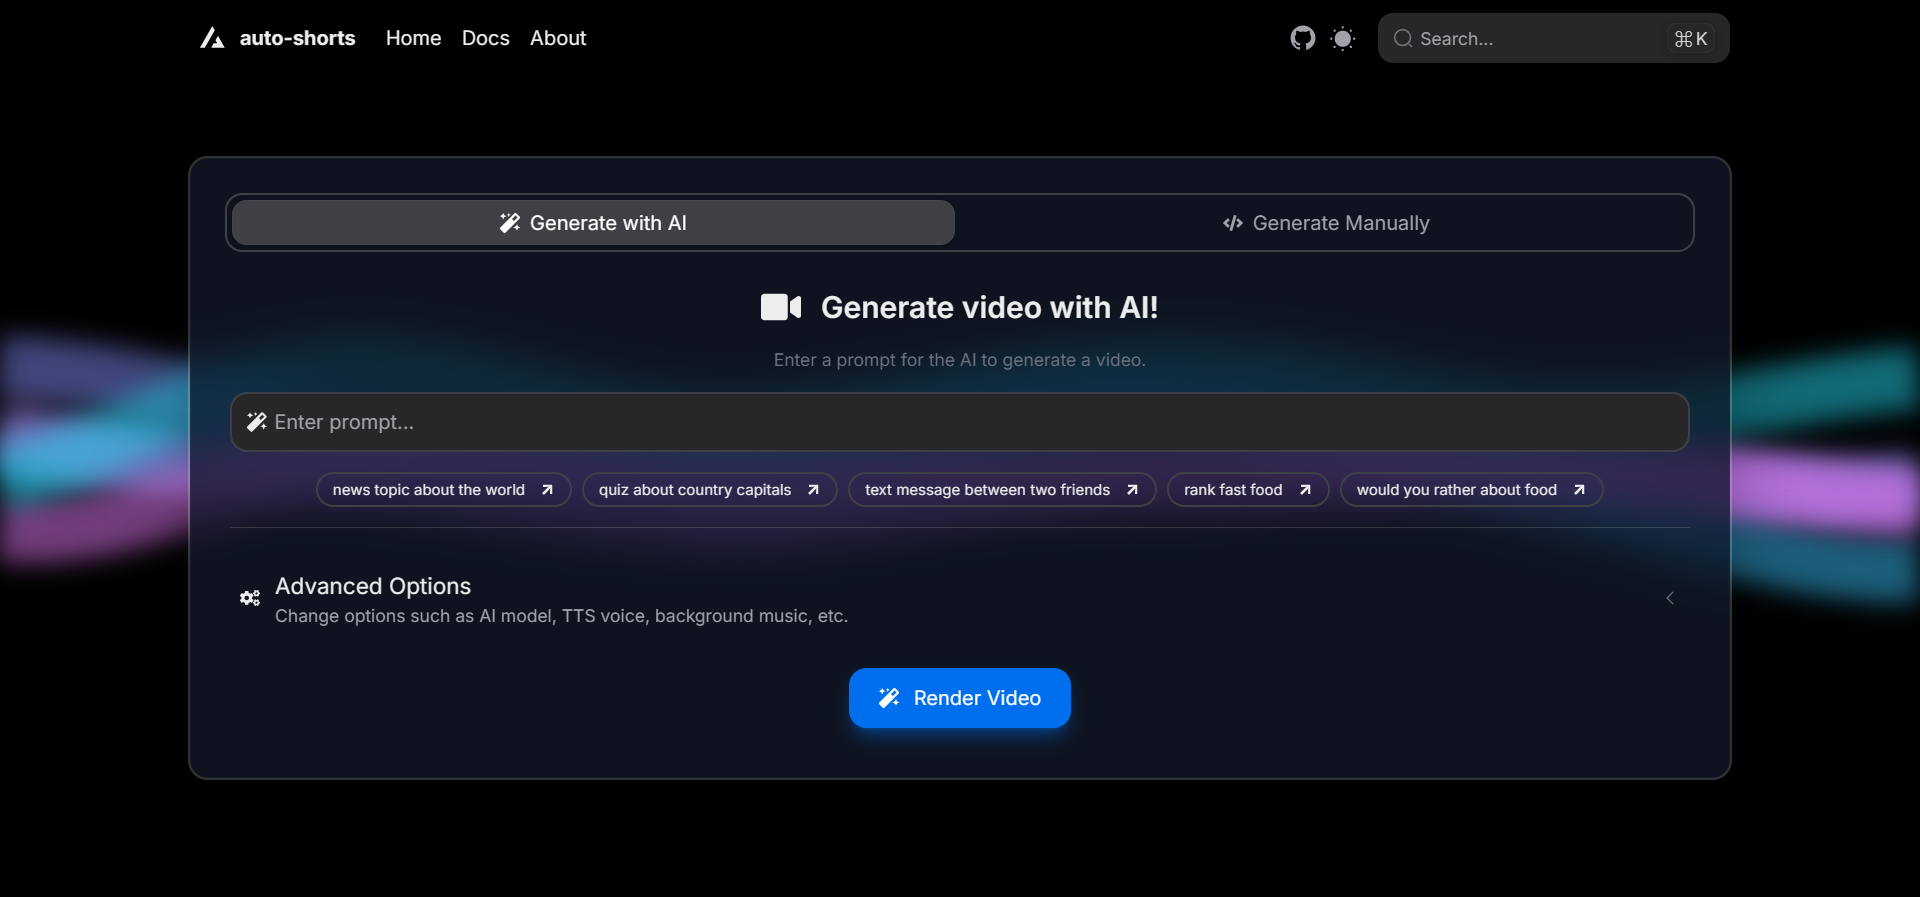 auto-shorts Home Docs About Search... ⌘K
Generate with AI Generate Manually
Generate video with AI!
Enter a prompt for the AI to generate a video.
Enter prompt...
news topic about the world quiz about country capitals text message between two friends rank fast food would you rather about food
Advanced Options
Change options such as AI model, TTS voice, background music, etc.
Render Video